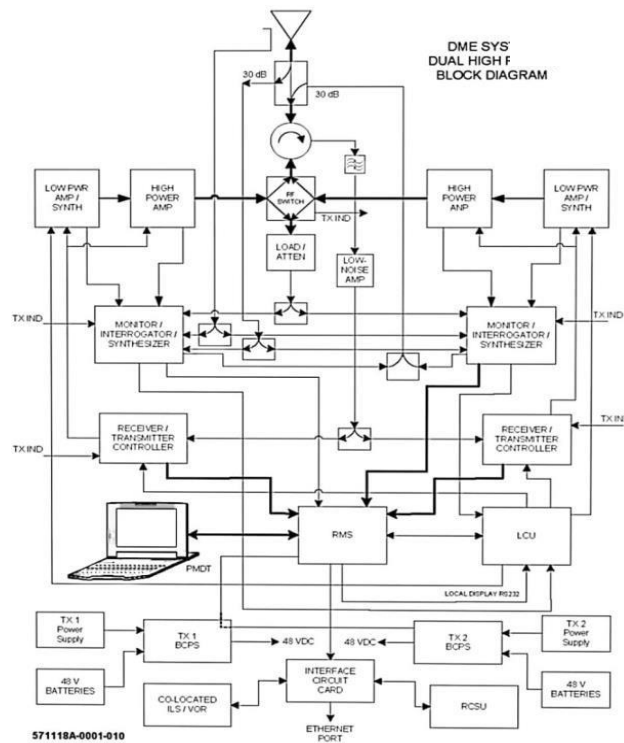 DME SYS
DUAL HIGH F
BLOCK DIAGRAM
30 dB
30 dB
LOW PWR
AMP /
SYNTH
HIGH
POWER
AMP
RF
SWITCH
TX IND
HIGH
POWER
ANP
LOW PWR
AMP
/SYNTH
LOAD /
ATTEN
LOW-
NOISE AMP
TX IND
MONITOR /
INTERROGATOR /
SYNTHESIZER
MONITOR /
INTERROGATOR /
SYNTHESIZER
TX IND
TX IND
RECEIVER /
TRANSMITTER
CONTROLLER
RECEIVER /
TRANSMITTER
CONTROLLER
TX IN
PMDT
RMS
LCU
LOCAL DISPLAY RS232
TX 1
Power
Supply
TX 1
BCPS
48 VDC
48 VDC
TX 2
BCPS
TX 2
Power
Supply
48 V
BATTERIES
CO-LOCATED
ILS / VOR
INTERFACE
CIRCUIT
CARD
RCSU
48 V
BATTERIES
571118A-0001-010
ETHERNET
PORT